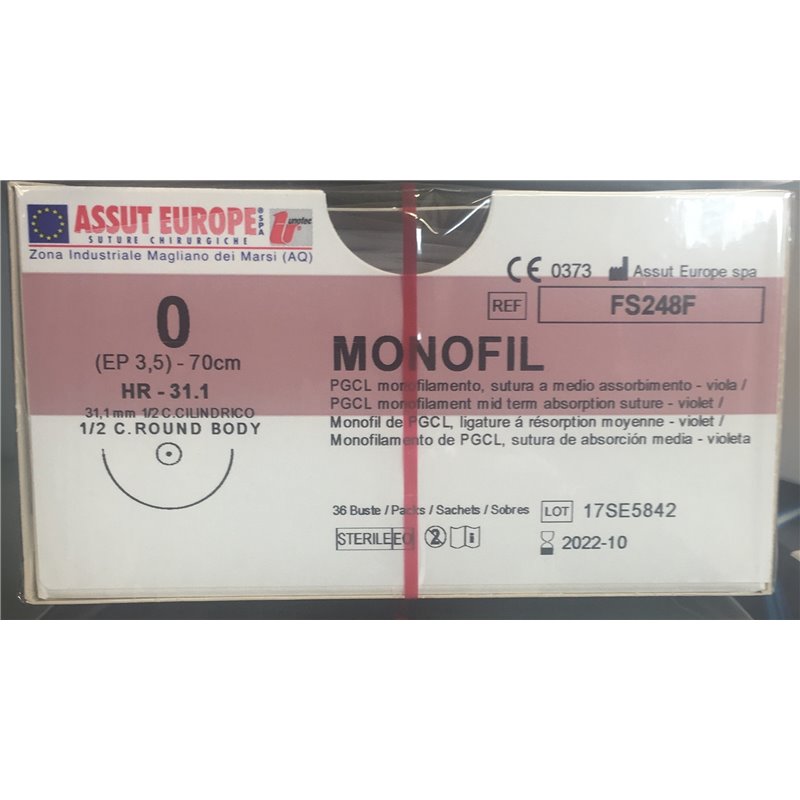 ASSUT EUROPE® SPA
unotec®
SUTURE CHIRURGICHE
Zona Industriale Magliano dei Marsi (AQ)
CE 0373 Assut Europe spa
REF FS248F
0
(EP 3,5) - 70cm
HR - 31.1
31,1 mm 1/2 C.CILINDRICO
1/2 C. ROUND BODY
MONOFIL
PGCL monofilamento, sutura a medio assorbimento - viola /
PGCL monofilament mid term absorption suture - violet /
Monofil de PGCL, ligature á résorption moyenne - violet /
Monofilamento de PGCL, sutura de absorción media - violeta
36 Buste / Packs / Sachets / Sobres
LOT 17SE5842
STERILE EO
2
i
2022-10